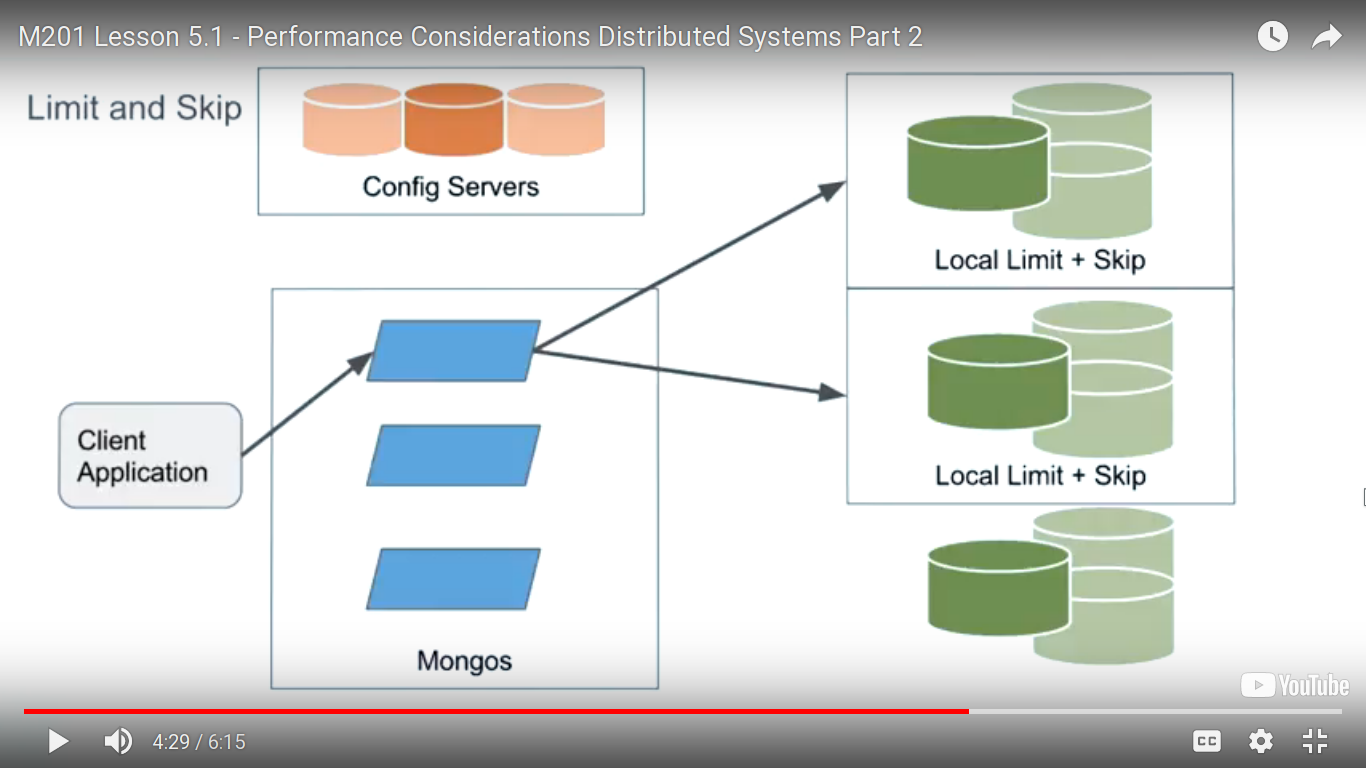 M201 Lesson 5.1 - Performance Considerations Distributed Systems Part 2
Limit and Skip
Config Servers
Local Limit + Skip
Client
Application
Local Limit + Skip
Mongos
YouTube
4:29 / 6:15
CC